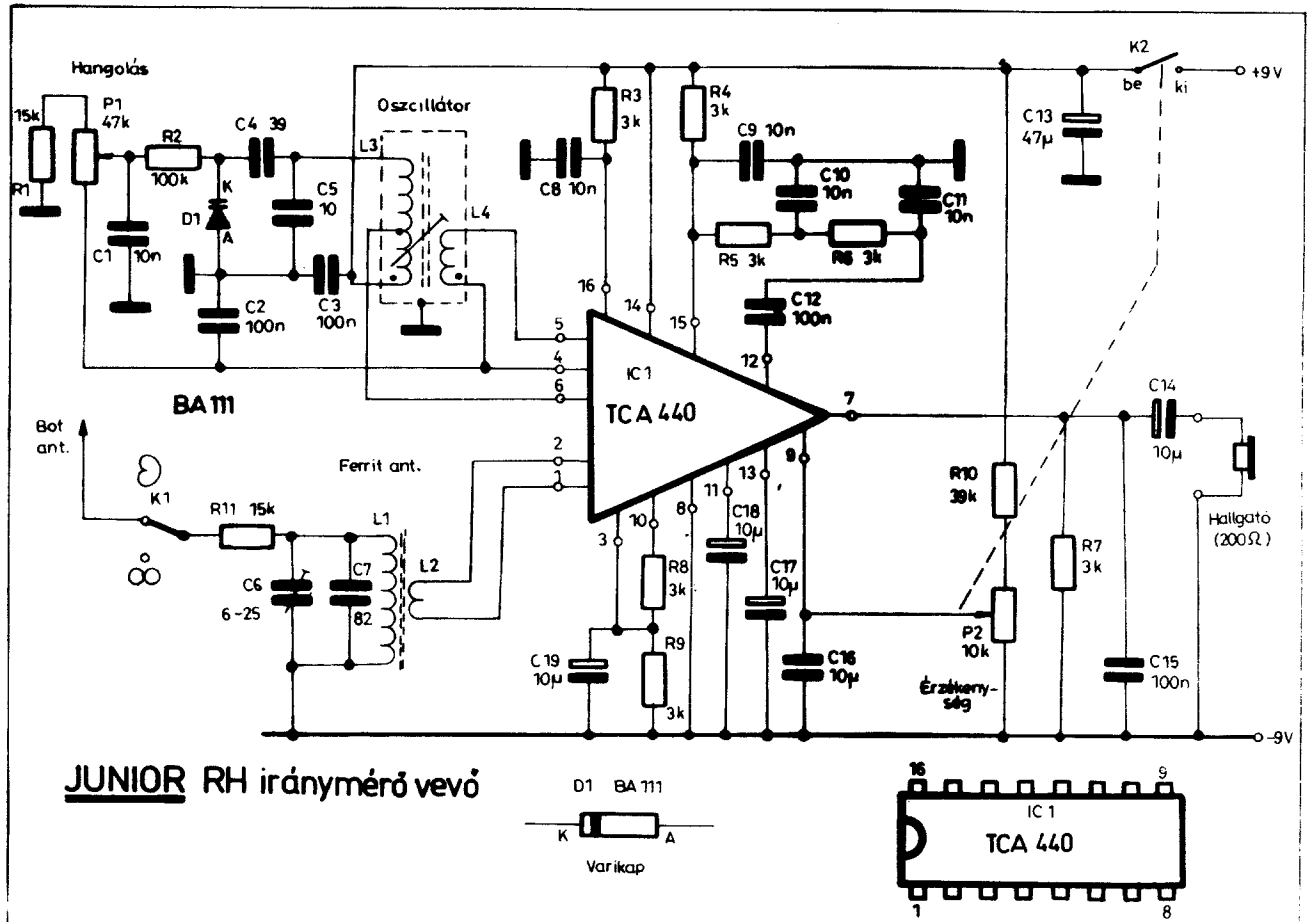 Hangolás
15k
P1
47k
R1
R2
100k
C4 39
K
D1
A
C5
10
C1
10n
C2
100n
C3
100n
Oszcillátor
L3
L4
R3
3k
C8 10n
R4
3k
C9 10n
C10
10n
C11
10n
R5 3k
R6 3k
C12
100n
C13
47µ
K2
be
ki
+9V
16
14
15
12
5
4
6
2
1
3
10
8
11
13
9
7
IC1
TCA 440
BA 111
Bot
ant.
K1
R11 15k
Ferrit ant.
L1
L2
C6
6-25
C7
82
C18
10µ
C17
10µ
R8
3k
R9
3k
C19
10µ
C16
10µ
R10
39k
P2
10k
Érzékeny-
ség
R7
3k
C14
10µ
C15
100n
Hallgató
(200Ω)
-9V
JUNIOR RH iránymérő vevő
D1 BA 111
K
A
Varikap
16
9
IC 1
TCA 440
1
8